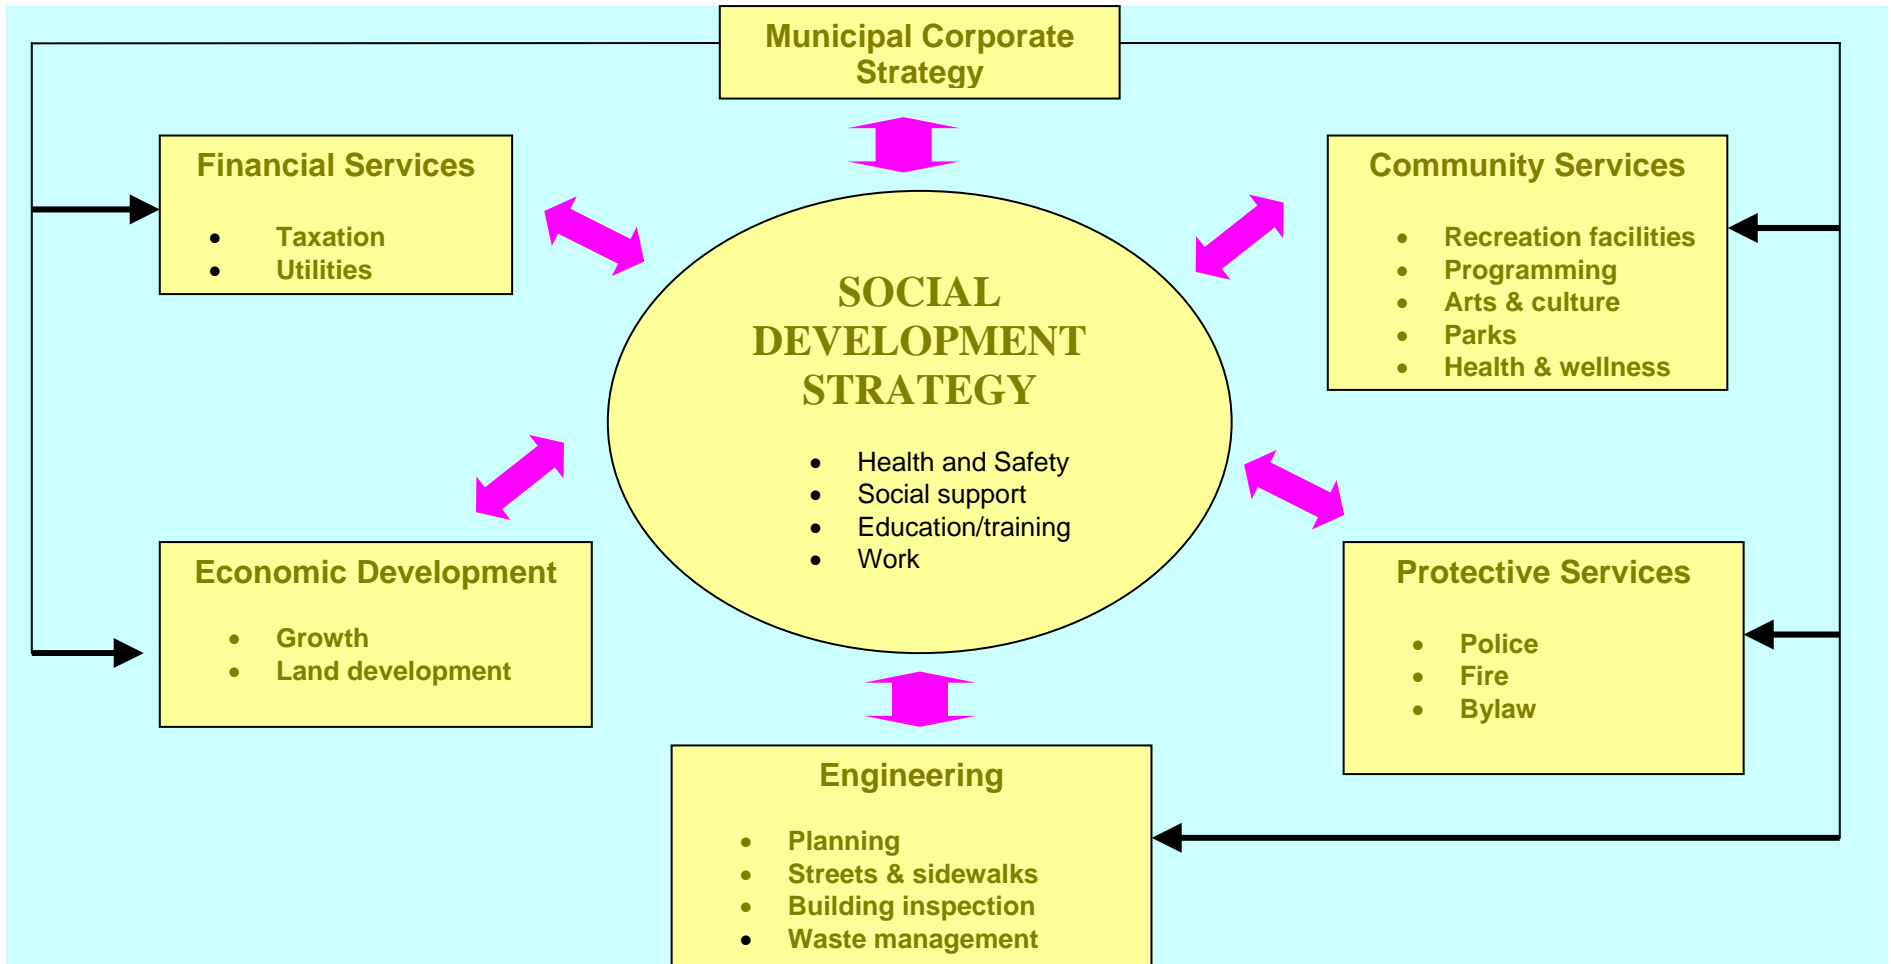 Municipal Corporate
Strategy
Financial Services
• Taxation
• Utilities
Community Services
• Recreation facilities
• Programming
• Arts & culture
• Parks
• Health & wellness
SOCIAL
DEVELOPMENT
STRATEGY
• Health and Safety
• Social support
• Education/training
• Work
Economic Development
• Growth
• Land development
Protective Services
• Police
• Fire
• Bylaw
Engineering
• Planning
• Streets & sidewalks
• Building inspection
• Waste management